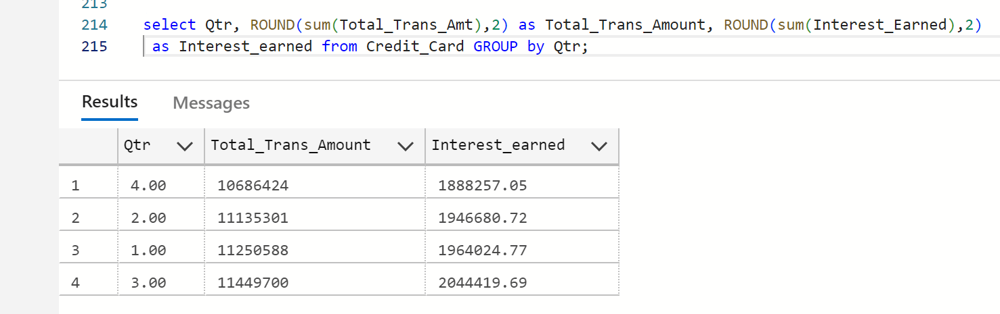 213
214 select Qtr, ROUND(sum(Total_Trans_Amt),2) as Total_Trans_Amount, ROUND(sum(Interest_Earned),2)
215 as Interest_earned from Credit_Card GROUP by Qtr;
Results Messages
Qtr Total_Trans_Amount Interest_earned
1 4.00 10686424 1888257.05
2 2.00 11135301 1946680.72
3 1.00 11250588 1964024.77
4 3.00 11449700 2044419.69